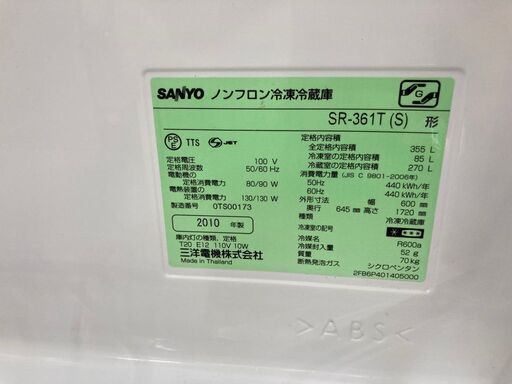 SANYO ノンフロン冷凍冷蔵庫
G
SR-361T (S) 形
PS E TTS S JET
定格電圧 100 V
定格周波数 50/60 Hz
電動機の
定格消費電力 80/90 W
電熱装置の
定格消費電力 130/130 W
製造番号 0TS00173
2010 年製
庫内灯の種類、定格
T20 E12 110V 10W
三洋電機株式会社
Made in Thailand
定格内容積
全定格内容積 355 L
冷凍室の定格内容積 85 L
冷蔵室の定格内容積 270 L
消費電力量 (JIS C 9801-2006年)
50Hz 440 kWh/年
60Hz 440 kWh/年
外形寸法 幅 600 mm
奥行 645 mm 高さ 1720 mm
種類 冷凍冷蔵庫
冷凍室の記号
冷媒 R600a
冷媒封入量 52 g
質量 70 kg
断熱発泡ガス シクロペンタン
2FB6P401405000
>ABS<